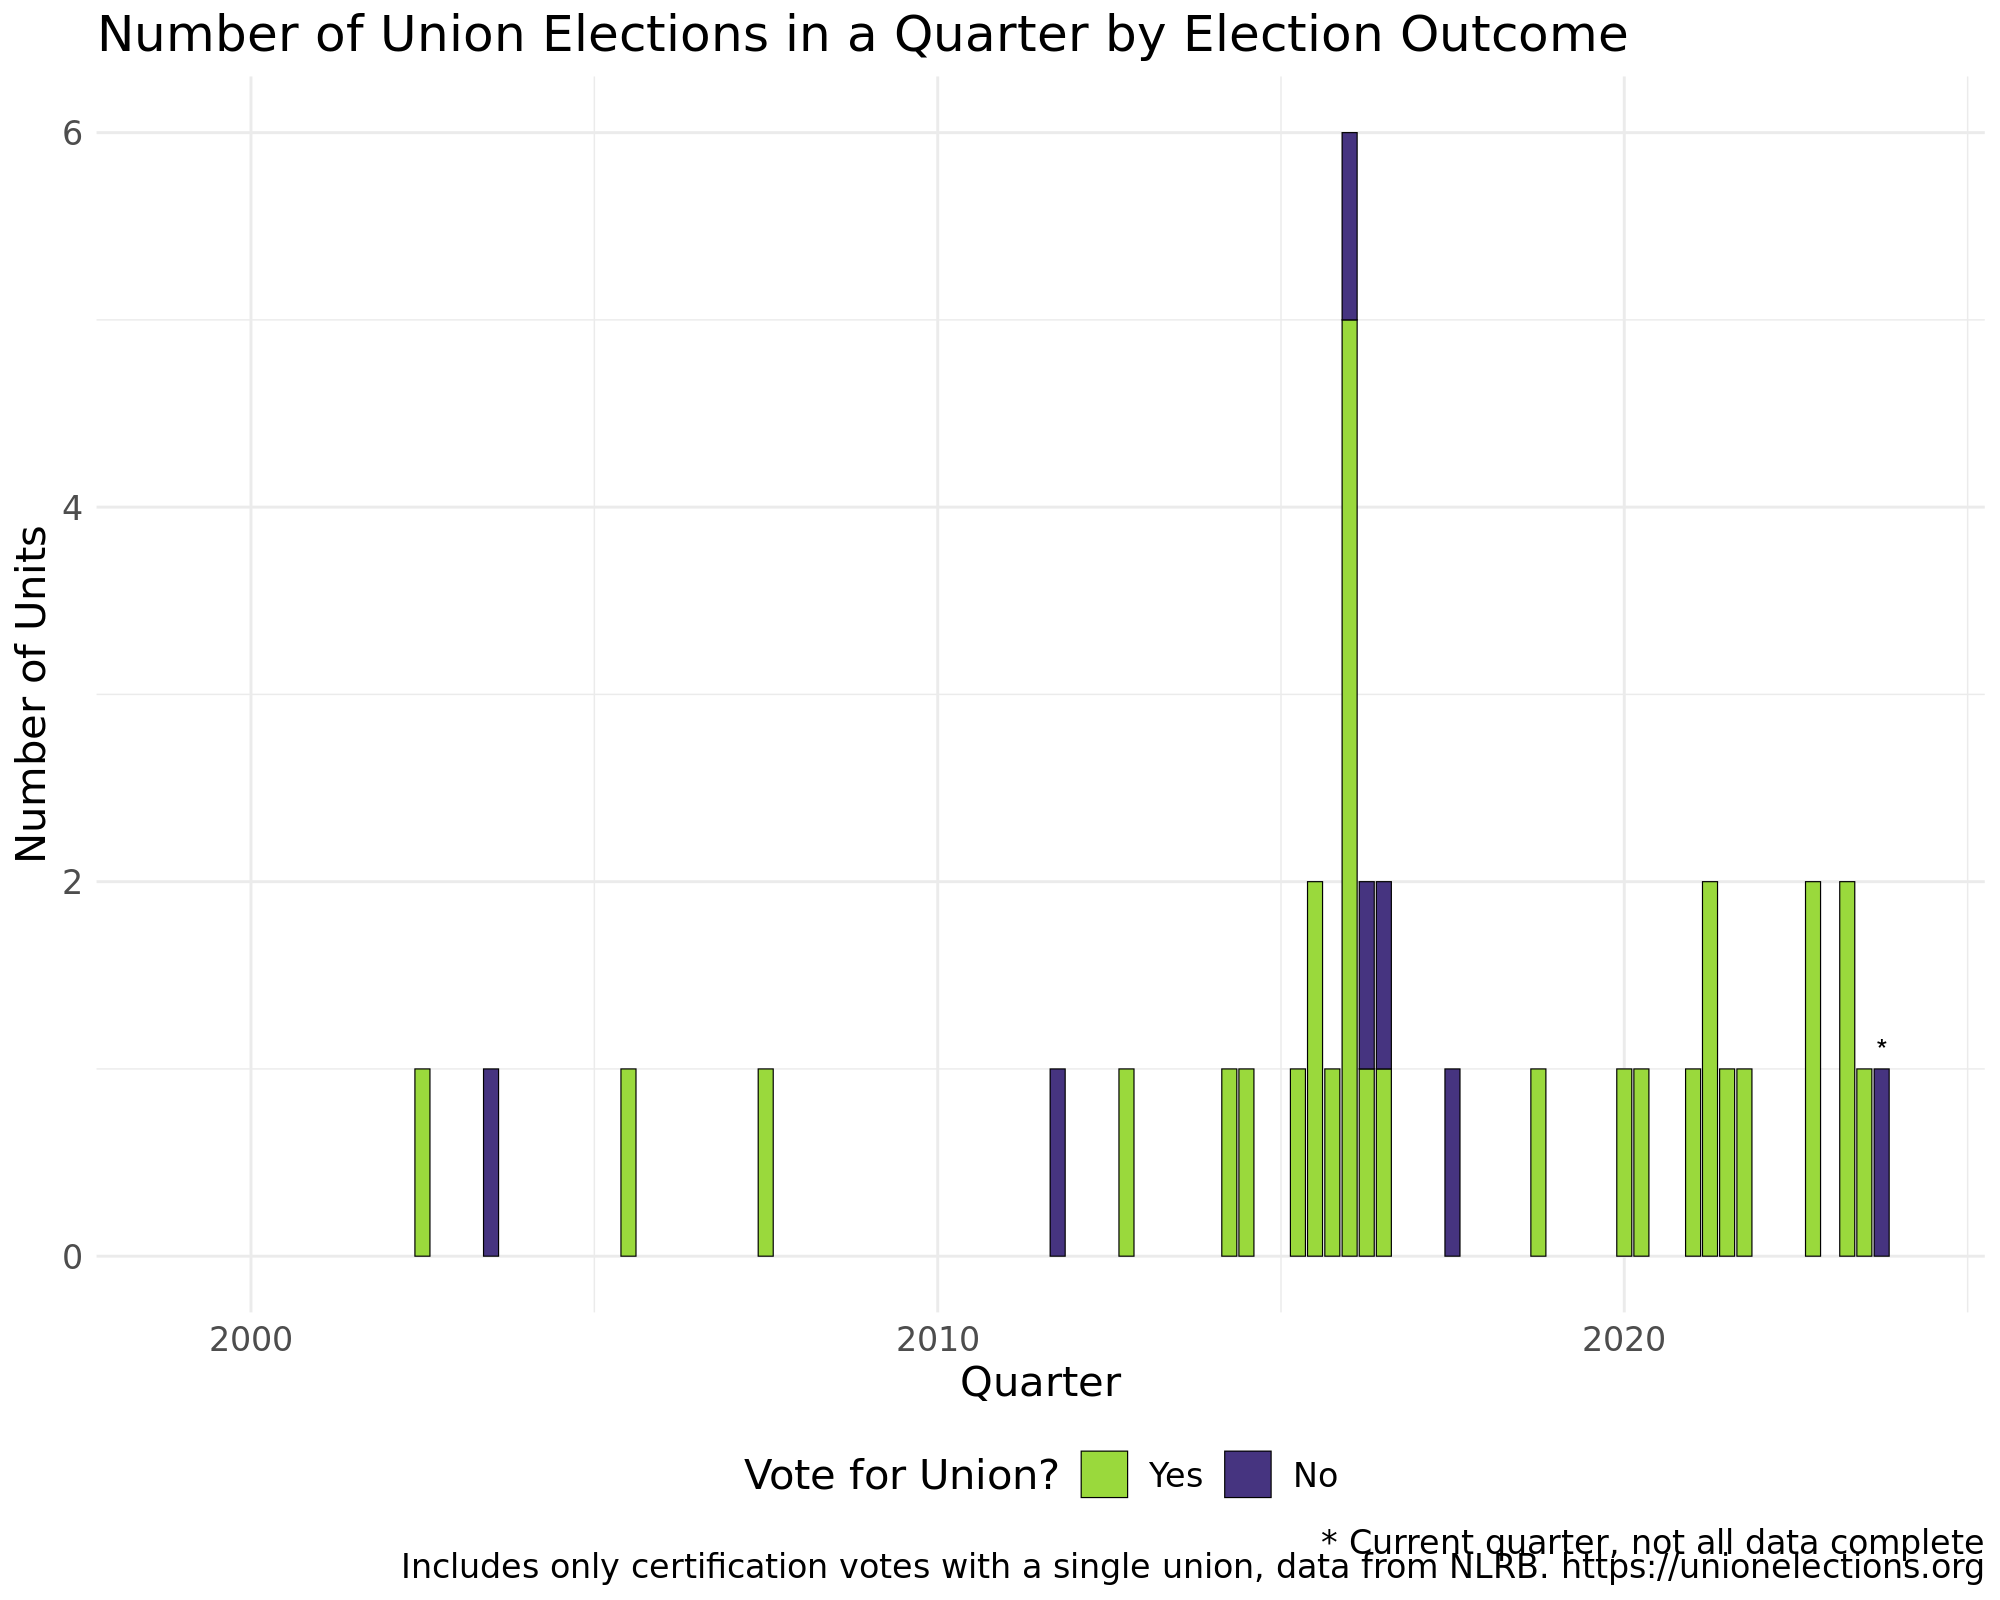 Number of Union Elections in a Quarter by Election Outcome
6
4
2
0
Number of Units
*
2000 2010 2020
Quarter
Vote for Union? Yes No
* Current quarter, not all data complete
Includes only certification votes with a single union, data from NLRB. https://unionelections.org